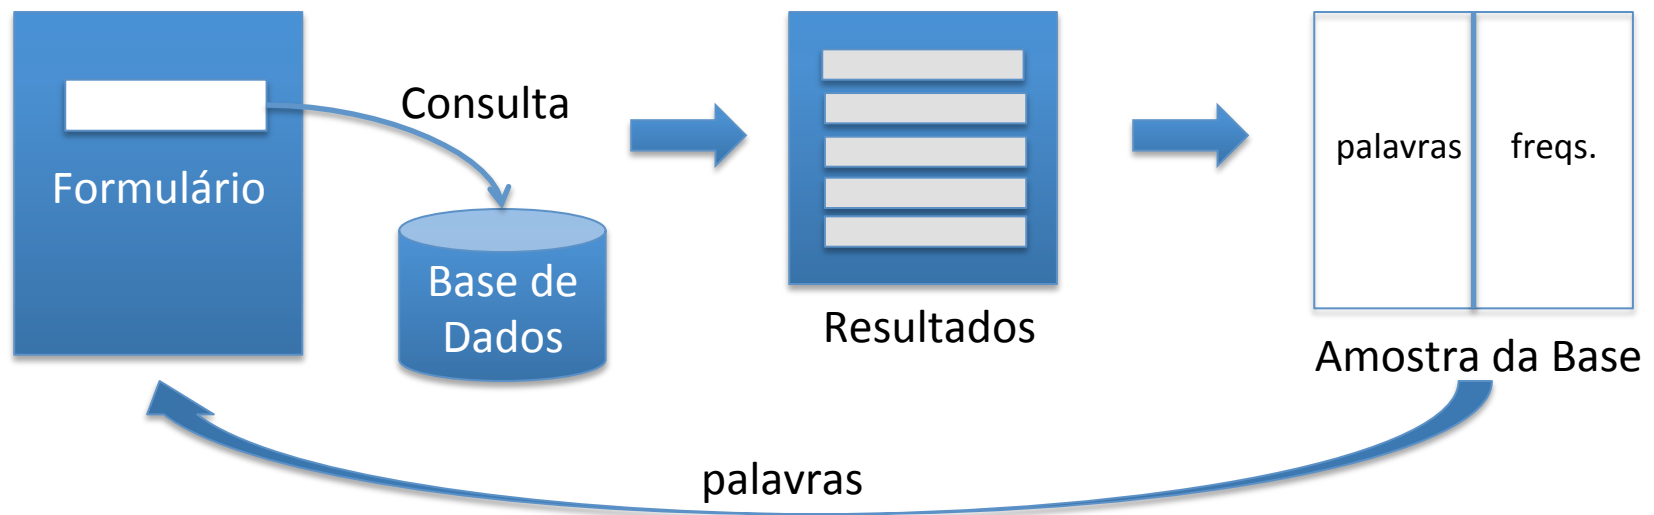 Formulário
Consulta
Base de
Dados
Resultados
palavras
freqs.
Amostra da Base
palavras